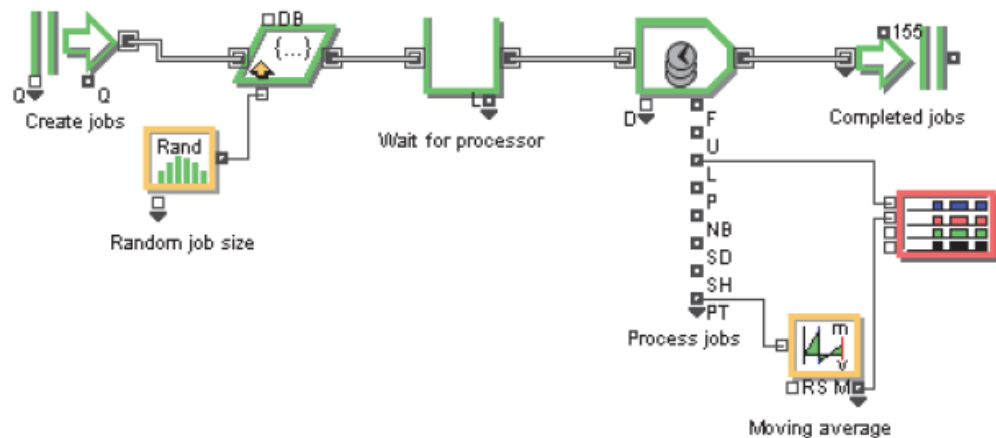 DB
{...}
155
Q
Q
Create jobs
L
Wait for processor
D
F
U
L
P
NB
SD
SH
PT
Completed jobs
Rand
Random job size
Process jobs
m
v
RS M
Moving average